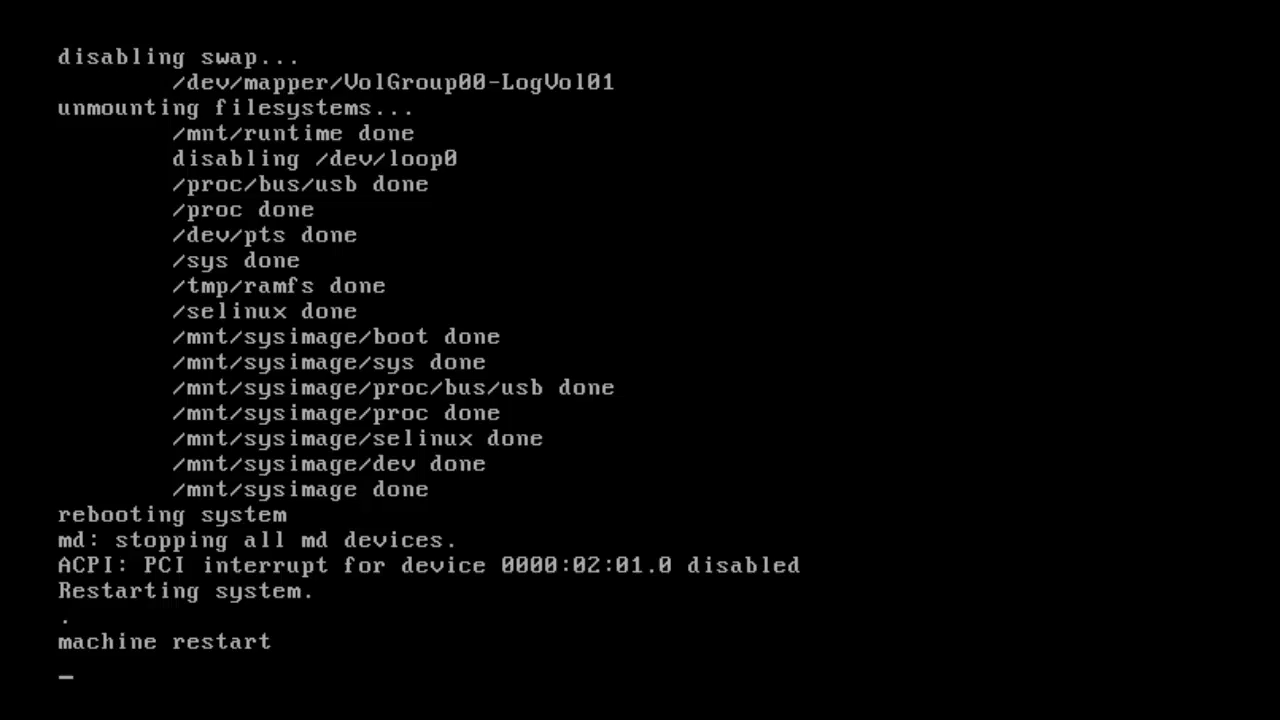 disabling swap...
/dev/mapper/VolGroup00-LogVol01
unmounting filesystems...
/mnt/runtime done
disabling /dev/loop0
/proc/bus/usb done
/proc done
/dev/pts done
/sys done
/tmp/ramfs done
/selinux done
/mnt/sysimage/boot done
/mnt/sysimage/sys done
/mnt/sysimage/proc/bus/usb done
/mnt/sysimage/proc done
/mnt/sysimage/selinux done
/mnt/sysimage/dev done
/mnt/sysimage done
rebooting system
md: stopping all md devices.
ACPI: PCI interrupt for device 0000:02:01.0 disabled
Restarting system.
.
machine restart
_